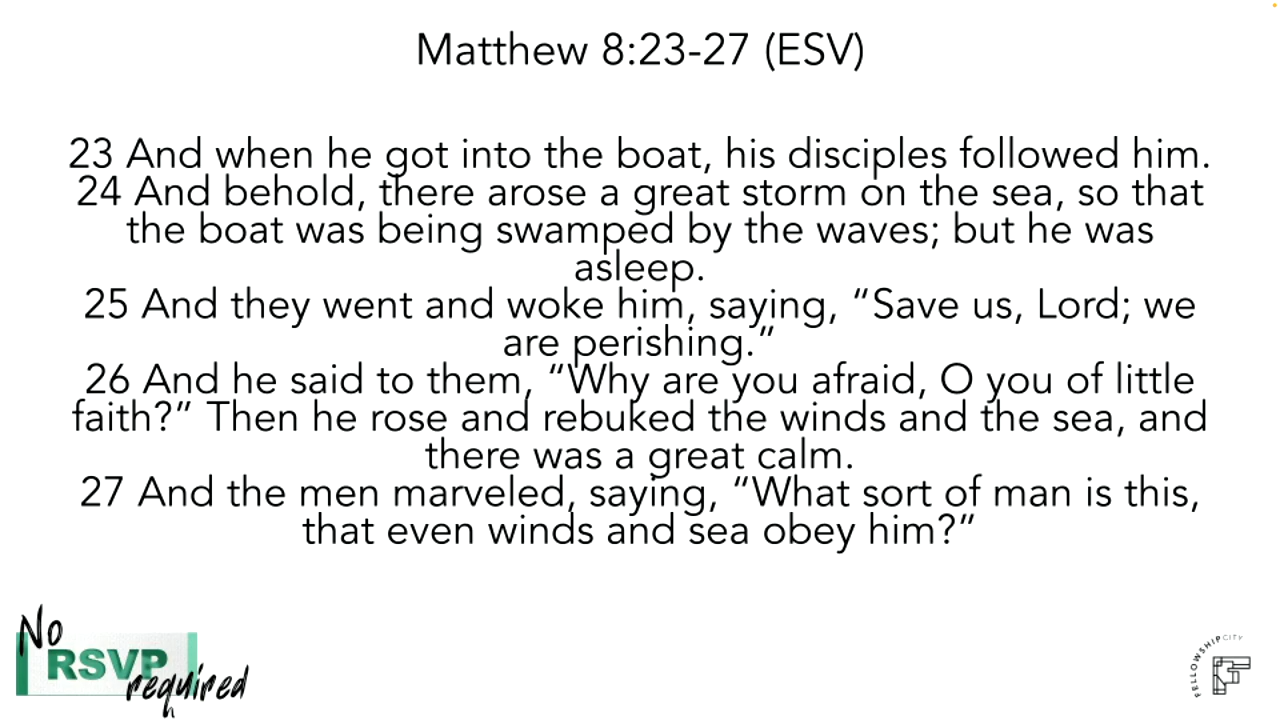 Matthew 8:23-27 (ESV)
23 And when he got into the boat, his disciples followed him.
24 And behold, there arose a great storm on the sea, so that
the boat was being swamped by the waves; but he was
asleep.
25 And they went and woke him, saying, “Save us, Lord; we
are perishing.”
26 And he said to them, “Why are you afraid, O you of little
faith?” Then he rose and rebuked the winds and the sea, and
there was a great calm.
27 And the men marveled, saying, “What sort of man is this,
that even winds and sea obey him?”
No
RSVP
required
FELLOWSHIPCITY